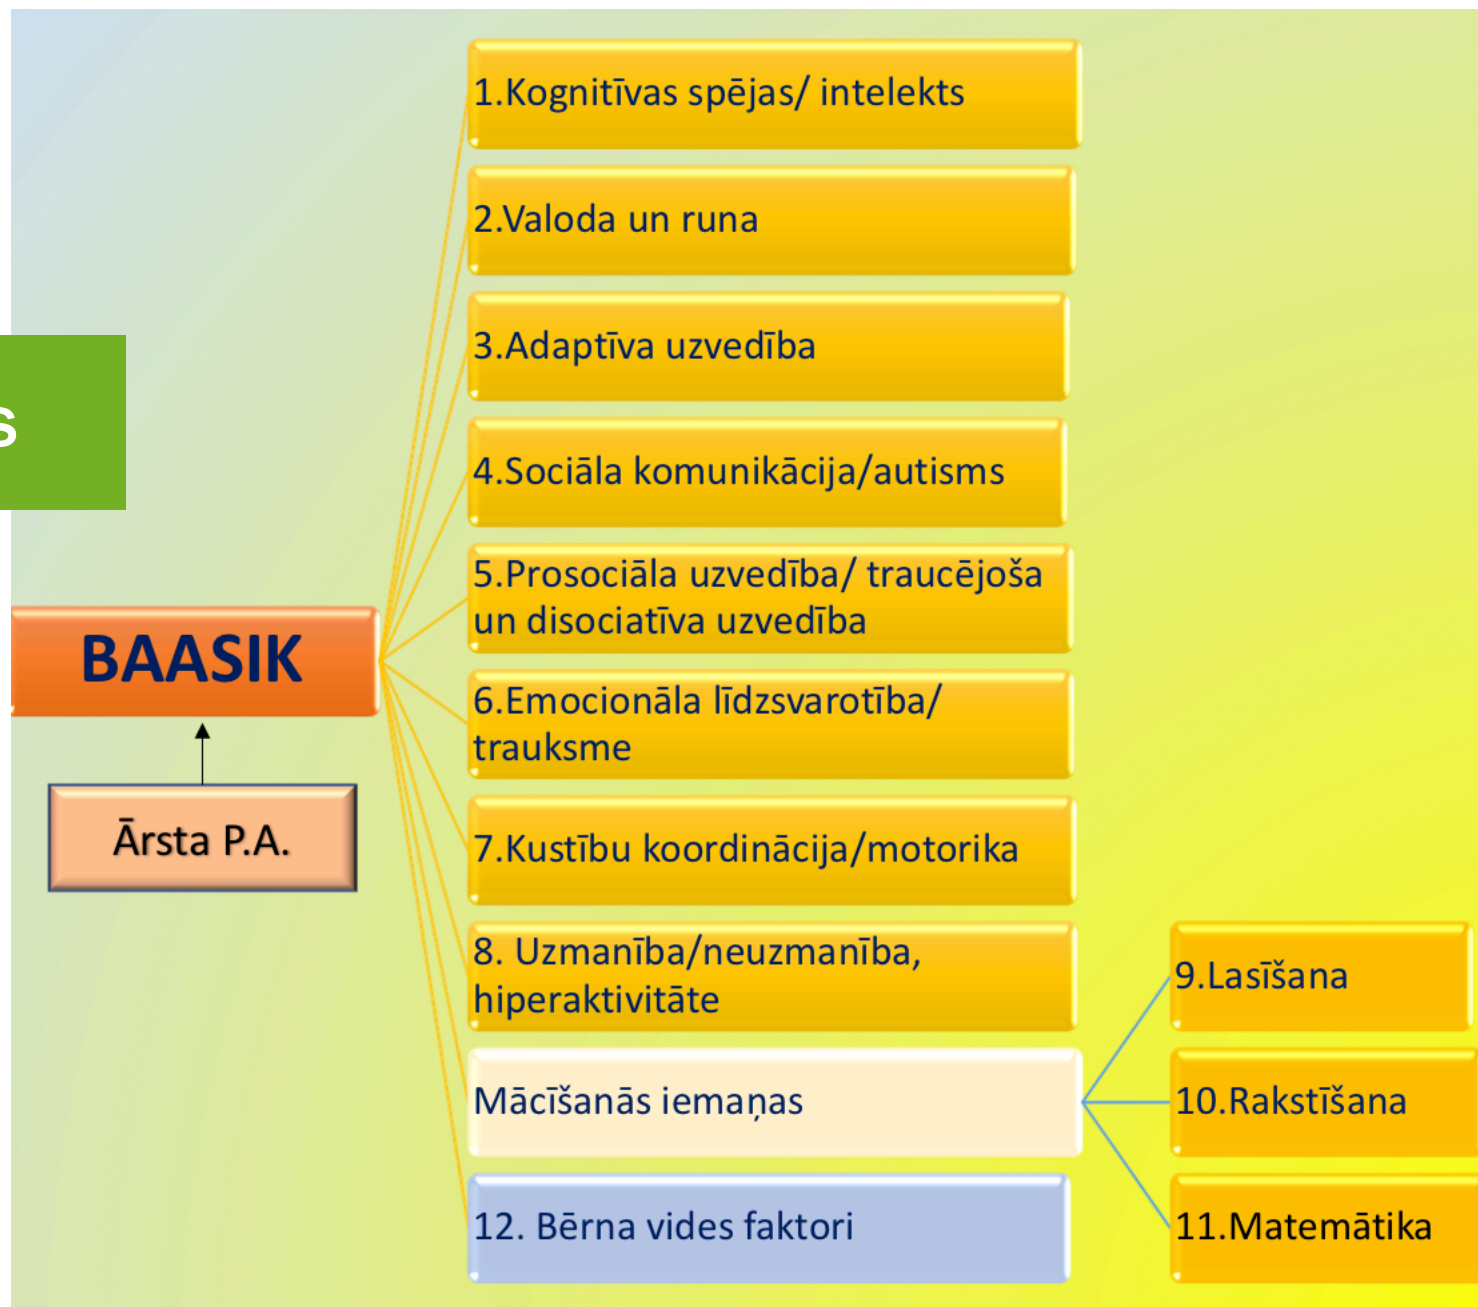 1.Kognitīvas spējas/ intelekts
2.Valoda un runa
3.Adaptīva uzvedība
s
4.Sociāla komunikācija/autisms
5.Prosociāla uzvedība/ traucējoša
un disociatīva uzvedība
BAASIK
6.Emocionāla līdzsvarotība/
trauksme
Ārsta P.A.
7.Kustību koordinācija/motorika
8. Uzmanība/neuzmanība,
hiperaktivitāte
Mācīšanās iemaņas
9.Lasīšana
10.Rakstīšana
11.Matemātika
12. Bērna vides faktori